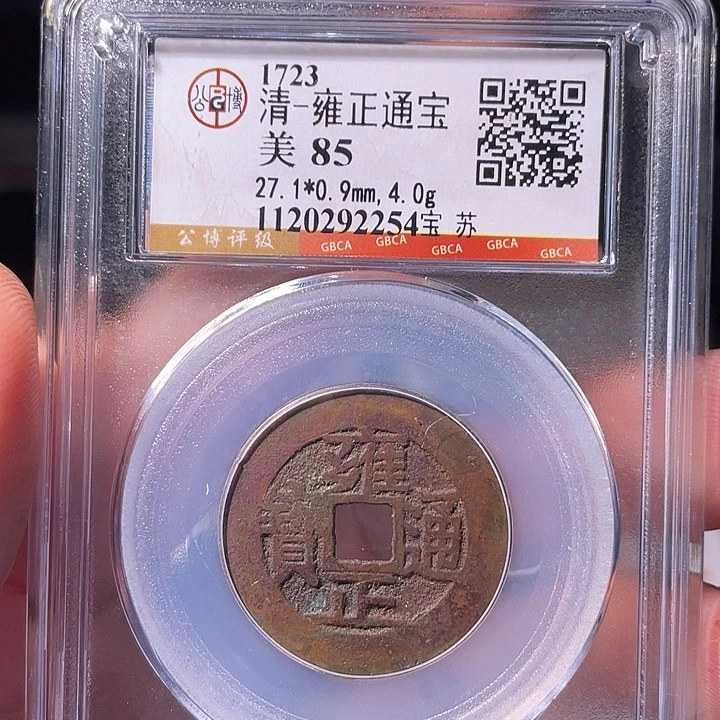 公博
1723
清-雍正通宝
美 85
27.1*0.9mm,4.0g
1120292254宝 苏
公博评级
GBCA GBCA GBCA GBCA GBCA
雍
寶 通
正